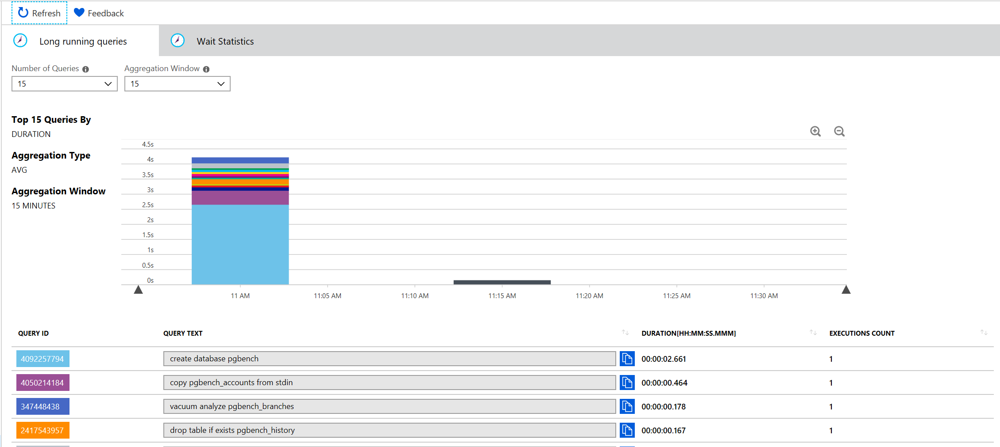 Refresh Feedback
Long running queries Wait Statistics
Number of Queries Aggregation Window
15 15
Top 15 Queries By
DURATION
Aggregation Type
AVG
Aggregation Window
15 MINUTES
4.5s
4s
3.5s
3s
2.5s
2s
1.5s
1s
0.5s
0s
11 AM 11:05 AM 11:10 AM 11:15 AM 11:20 AM 11:25 AM 11:30 AM
QUERY ID QUERY TEXT DURATION[HH:MM:SS.MMM] EXECUTIONS COUNT
4092257794 create database pgbench 00:00:02.661 1
4050214184 copy pgbench_accounts from stdin 00:00:00.464 1
347448438 vacuum analyze pgbench_branches 00:00:00.178 1
2417543957 drop table if exists pgbench_history 00:00:00.167 1